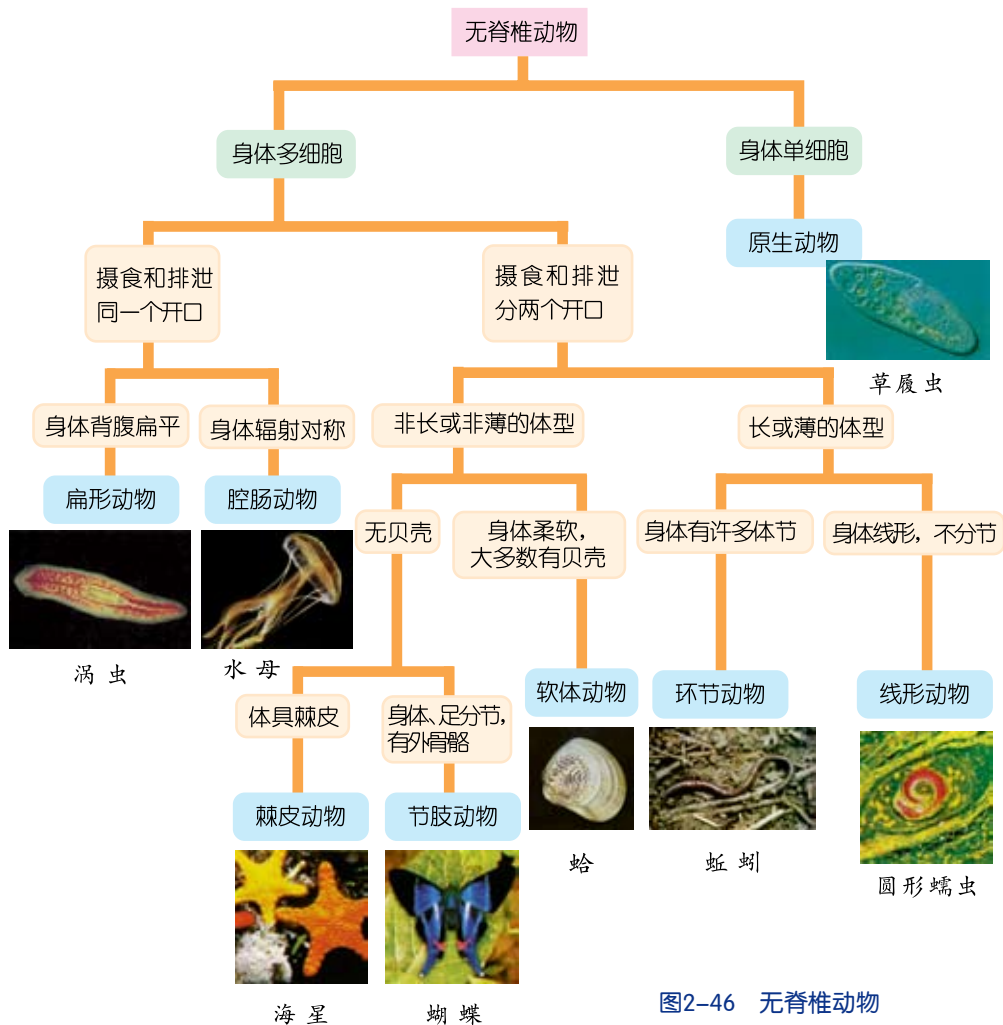 无脊椎动物
身体多细胞
身体单细胞
原生动物
草履虫
摄食和排泄
同一个开口
摄食和排泄
分两个开口
身体背腹扁平
身体辐射对称
非长或非薄的体型
长或薄的体型
扁形动物
腔肠动物
涡虫
水母
无贝壳
身体柔软，
大多数有贝壳
身体有许多体节
身体线形，不分节
体具棘皮
身体、足分节，
有外骨骼
软体动物
环节动物
线形动物
棘皮动物
节肢动物
蛤
蚯蚓
圆形蠕虫
海星
蝴蝶
图2-46 无脊椎动物